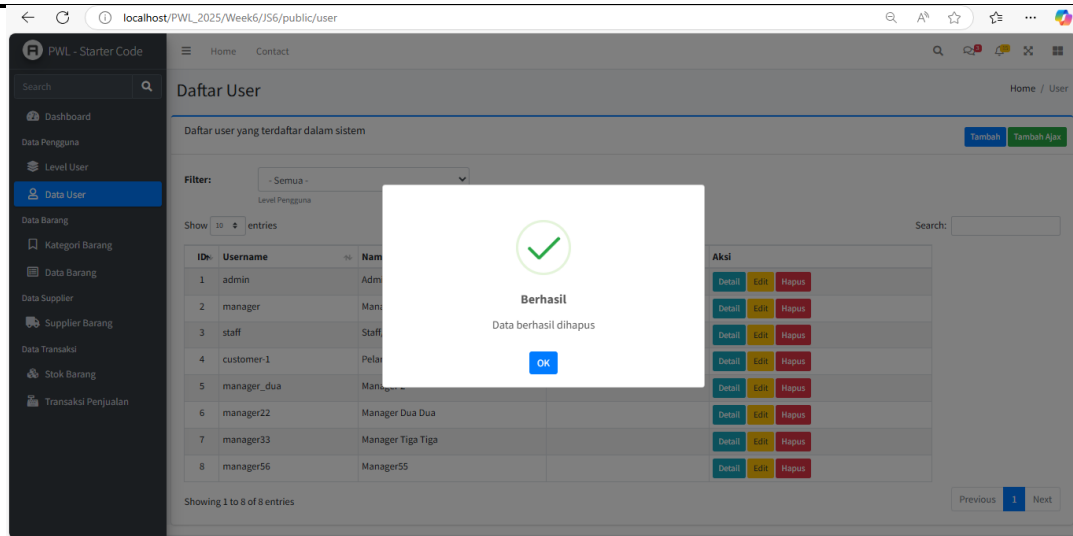 localhost/PWL_2025/Week6/JS6/public/user
PWL - Starter Code
Home Contact
Search
Daftar User
Home / User
Dashboard
Data Pengguna
Level User
Data User
Data Barang
Kategori Barang
Data Barang
Data Supplier
Supplier Barang
Data Transaksi
Stok Barang
Transaksi Penjualan
Daftar user yang terdaftar dalam sistem
Tambah Tambah Ajax
Filter: - Semua -
Level Pengguna
Show 10 entries
Search:
ID Username Nam Aksi
1 admin Adm Detail Edit Hapus
2 manager Mana Detail Edit Hapus
3 staff Staff Detail Edit Hapus
4 customer-1 Pela Detail Edit Hapus
5 manager_dua Detail Edit Hapus
6 manager22 Manager Dua Dua Detail Edit Hapus
7 manager33 Manager Tiga Tiga Detail Edit Hapus
8 manager56 Manager55 Detail Edit Hapus
Showing 1 to 8 of 8 entries
Previous 1 Next
Berhasil
Data berhasil dihapus
OK